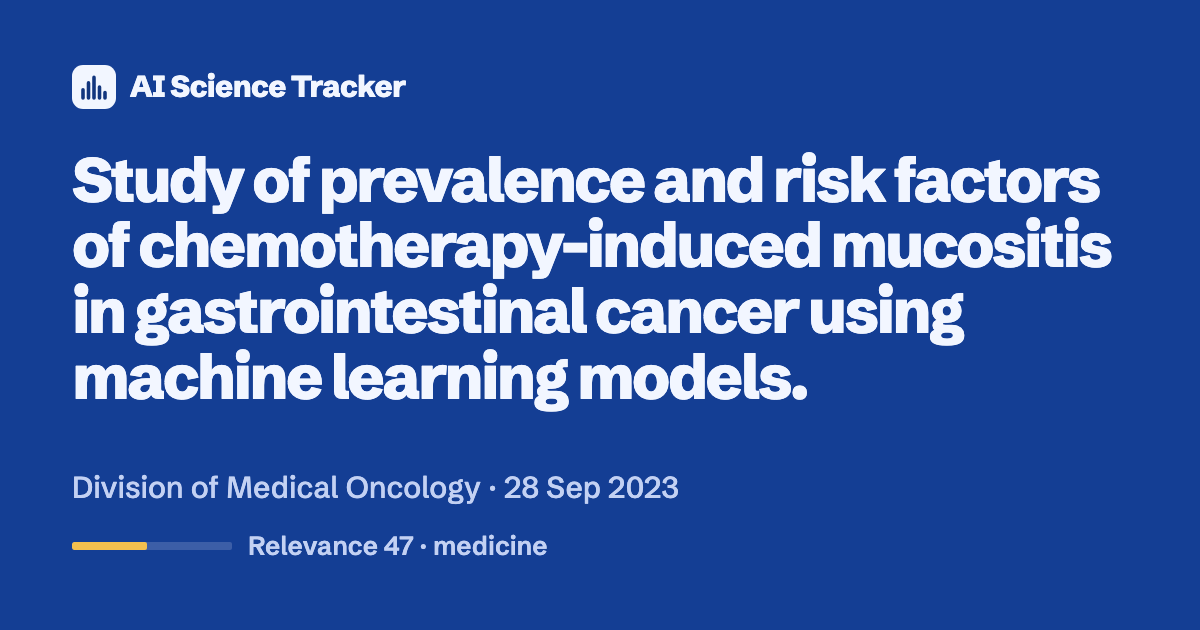 AI Science Tracker
Study of prevalence and risk factors
of chemotherapy-induced mucositis
in gastrointestinal cancer using
machine learning models.
Division of Medical Oncology · 28 Sep 2023
Relevance 47 · medicine